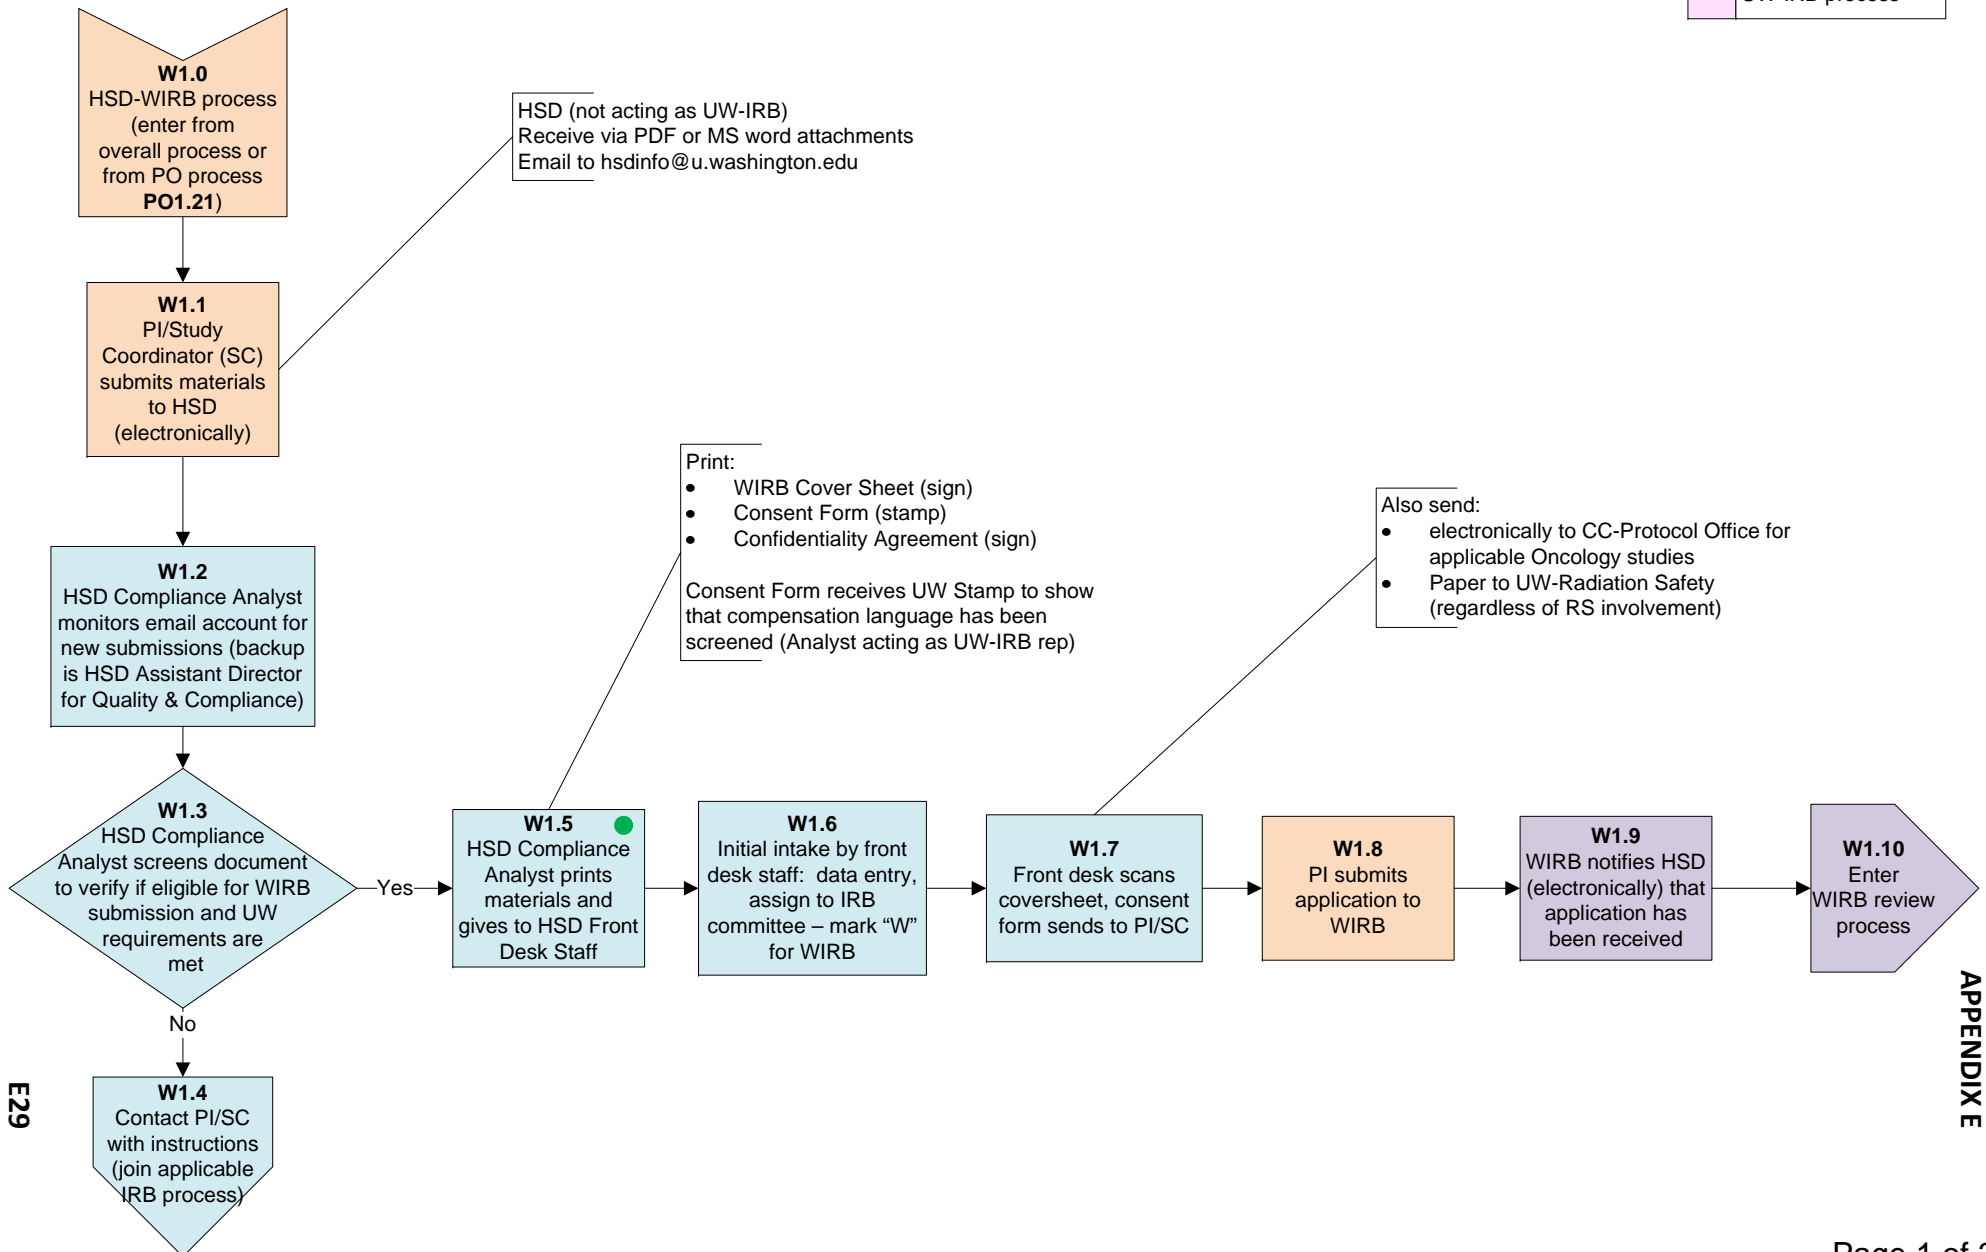 W1.0
HSD-WIRB process
(enter from
overall process or
from PO process
PO1.21)
HSD (not acting as UW-IRB)
Receive via PDF or MS word attachments
Email to hsdinfo@u.washington.edu
W1.1
PI/Study
Coordinator (SC)
submits materials
to HSD
(electronically)
Print:
• WIRB Cover Sheet (sign)
• Consent Form (stamp)
• Confidentiality Agreement (sign)
Consent Form receives UW Stamp to show
that compensation language has been
screened (Analyst acting as UW-IRB rep)
Also send:
• electronically to CC-Protocol Office for
applicable Oncology studies
• Paper to UW-Radiation Safety
(regardless of RS involvement)
W1.2
HSD Compliance Analyst
monitors email account for
new submissions (backup
is HSD Assistant Director
for Quality & Compliance)
W1.3
HSD Compliance
Analyst screens document
to verify if eligible for WIRB
submission and UW
requirements are
met
Yes
No
W1.4
Contact PI/SC
with instructions
(join applicable
IRB process)
W1.5
HSD Compliance
Analyst prints
materials and
gives to HSD Front
Desk Staff
W1.6
Initial intake by front
desk staff: data entry,
assign to IRB
committee – mark “W”
for WIRB
W1.7
Front desk scans
coversheet, consent
form sends to PI/SC
W1.8
PI submits
application to
WIRB
W1.9
WIRB notifies HSD
(electronically) that
application has
been received
W1.10
Enter
WIRB review
process
APPENDIX E
E29
Page 1 of